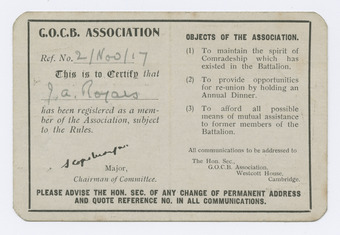 G.O.C.B. ASSOCIATION
Ref. No. 2/Nov/17
This is to Certify that
J. A. Royars
has been registered as a mem-
ber of the Association, subject
to the Rules.
Major,
Chairman of Committee.
OBJECTS OF THE ASSOCIATION.
(1) To maintain the spirit of
Comradeship which has
existed in the Battalion.
(2) To provide opportunities
for re-union by holding an
Annual Dinner.
(3) To afford all possible
means of mutual assistance
to former members of the
Battalion.
All communications to be addressed to
The Hon. Sec.,
G.O.C.B. Association,
Westcott House,
Cambridge.
PLEASE ADVISE THE HON. SEC. OF ANY CHANGE OF PERMANENT ADDRESS
AND QUOTE REFERENCE NO. IN ALL COMMUNICATIONS.